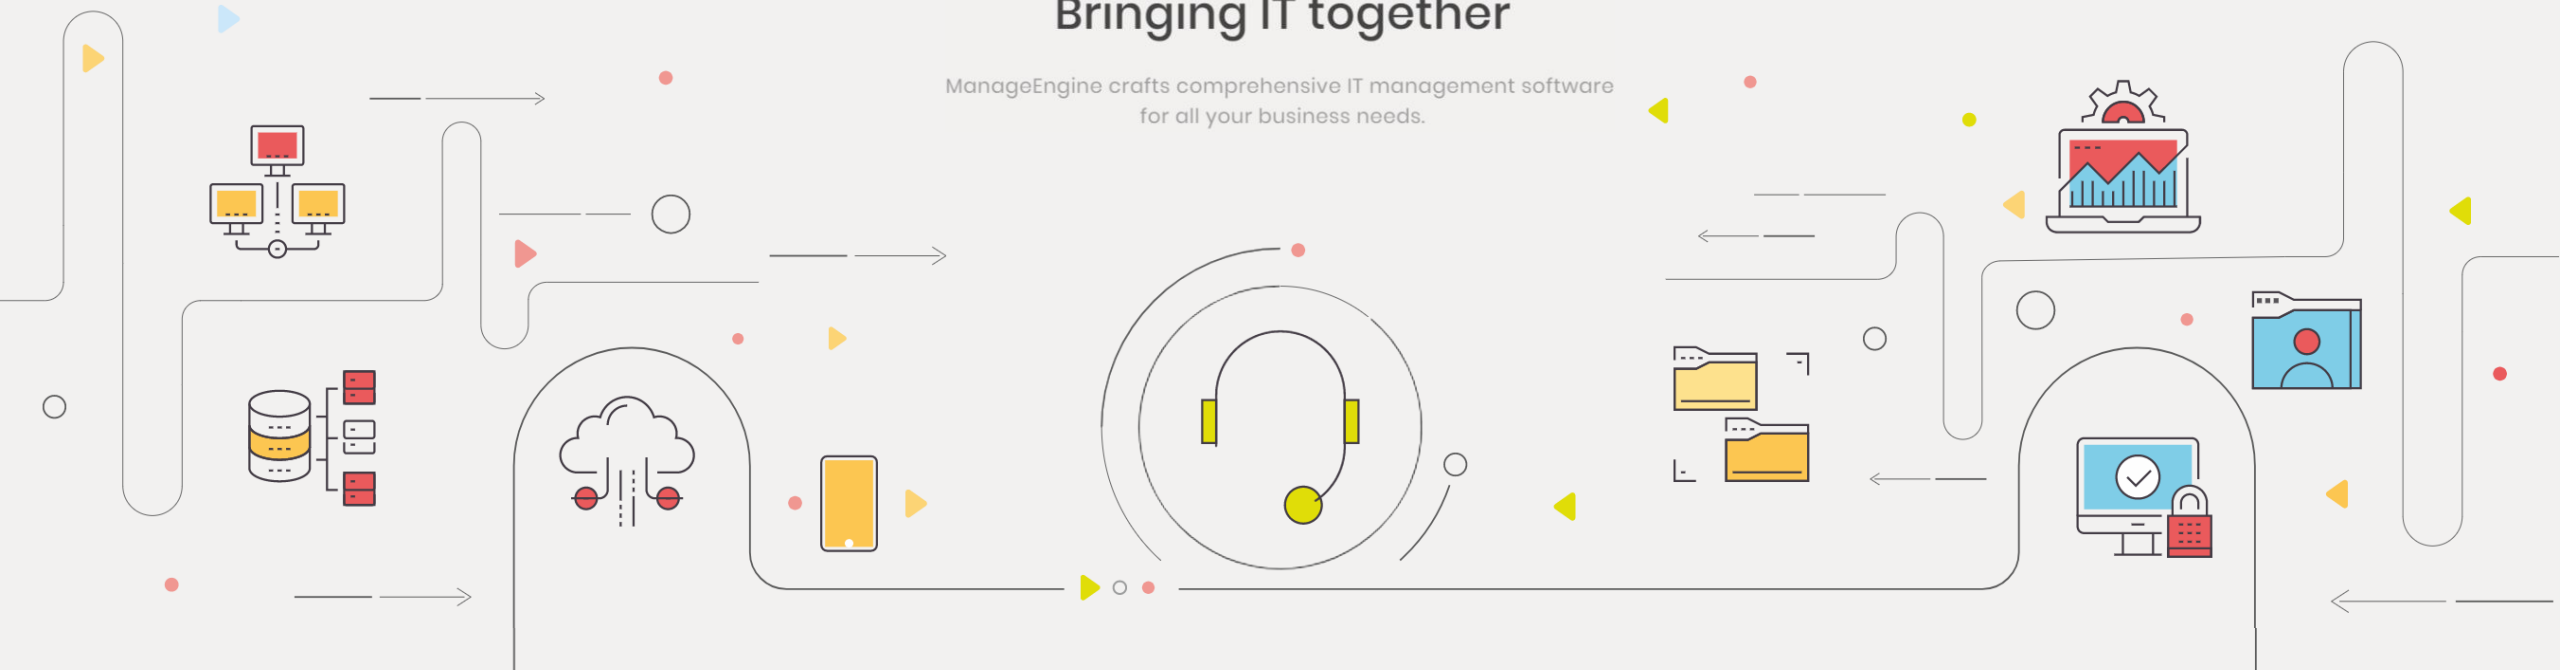 Bringing IT together
ManageEngine crafts comprehensive IT management software
for all your business needs.